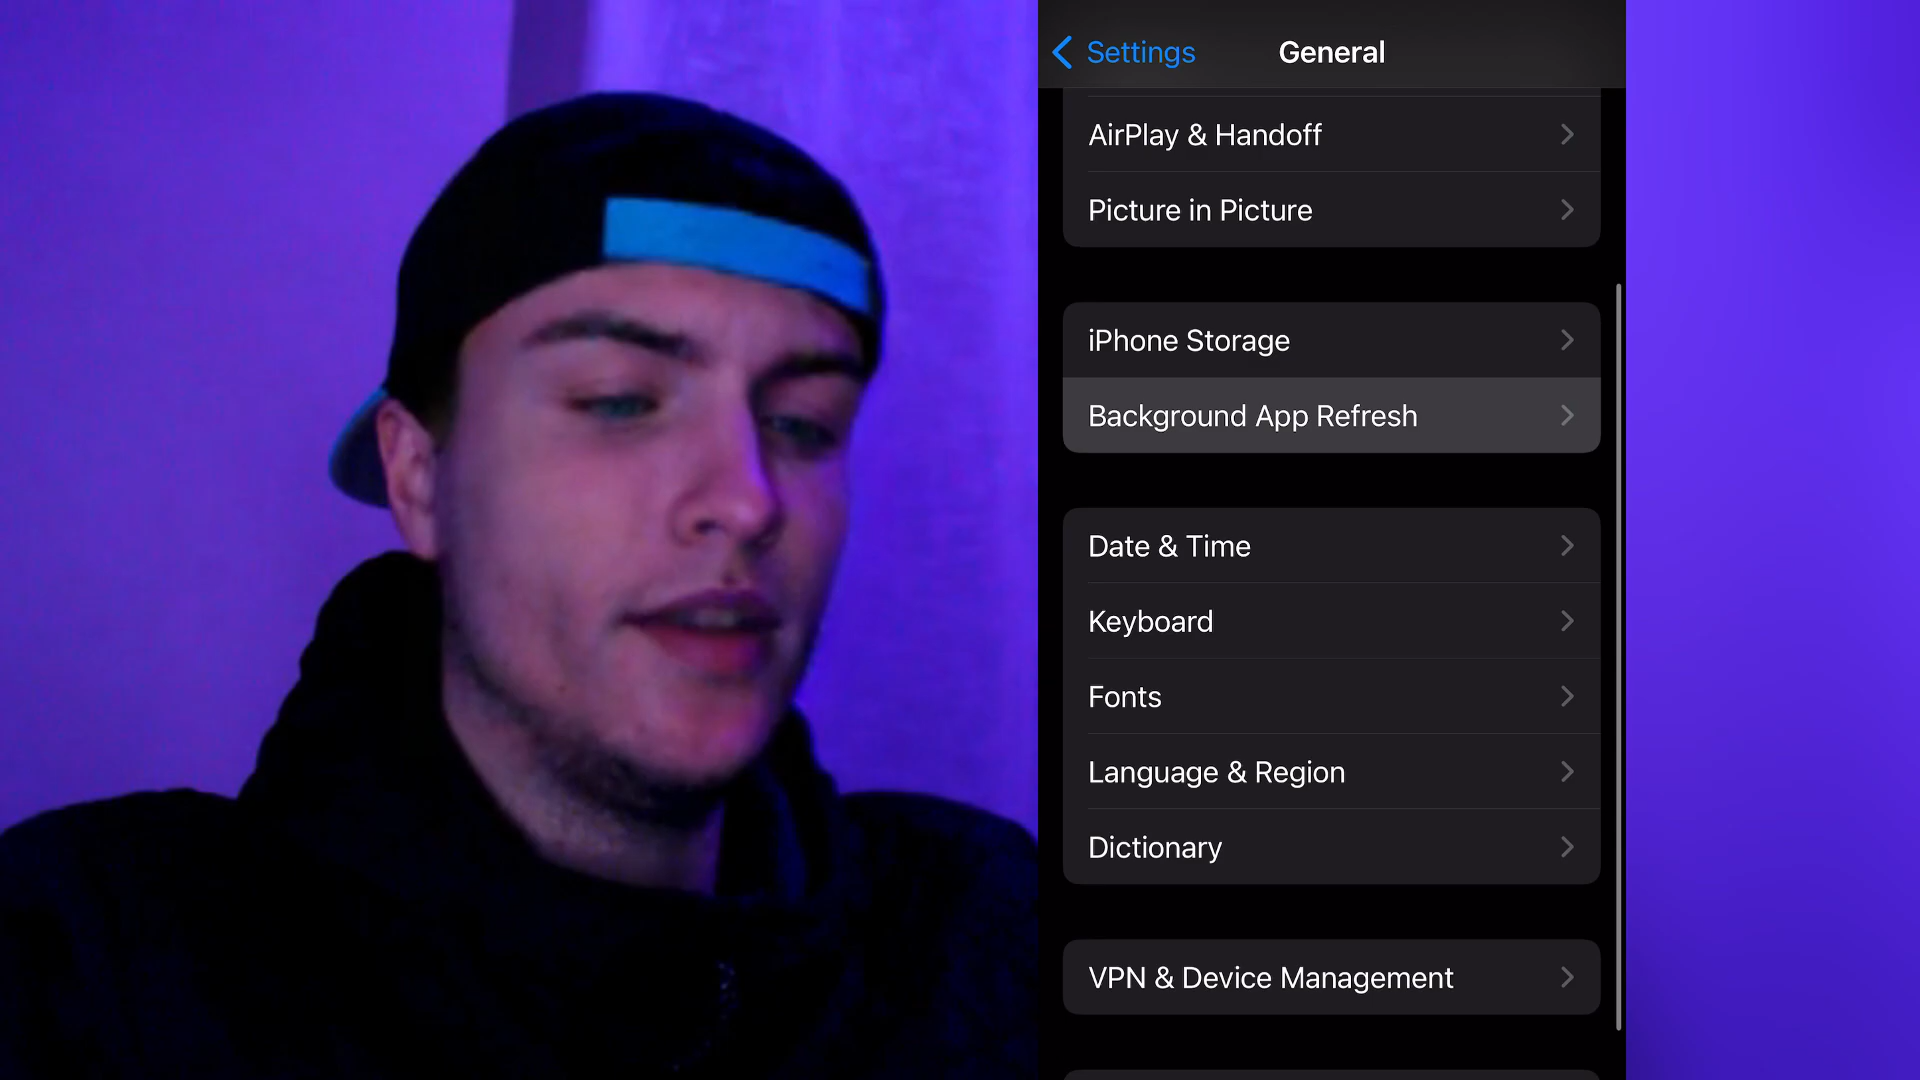 Settings
General
AirPlay & Handoff
Picture in Picture
iPhone Storage
Background App Refresh
Date & Time
Keyboard
Fonts
Language & Region
Dictionary
VPN & Device Management